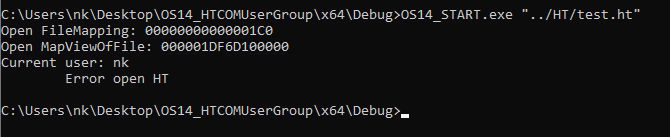 C:\Users\nk\Desktop\OS14_HTCOMUserGroup\x64\Debug>OS14_START.exe "../HT/test.ht"
Open FileMapping: 00000000000001C0
Open MapViewOfFile: 000001DF6D100000
Current user: nk
        Error open HT
C:\Users\nk\Desktop\OS14_HTCOMUserGroup\x64\Debug>